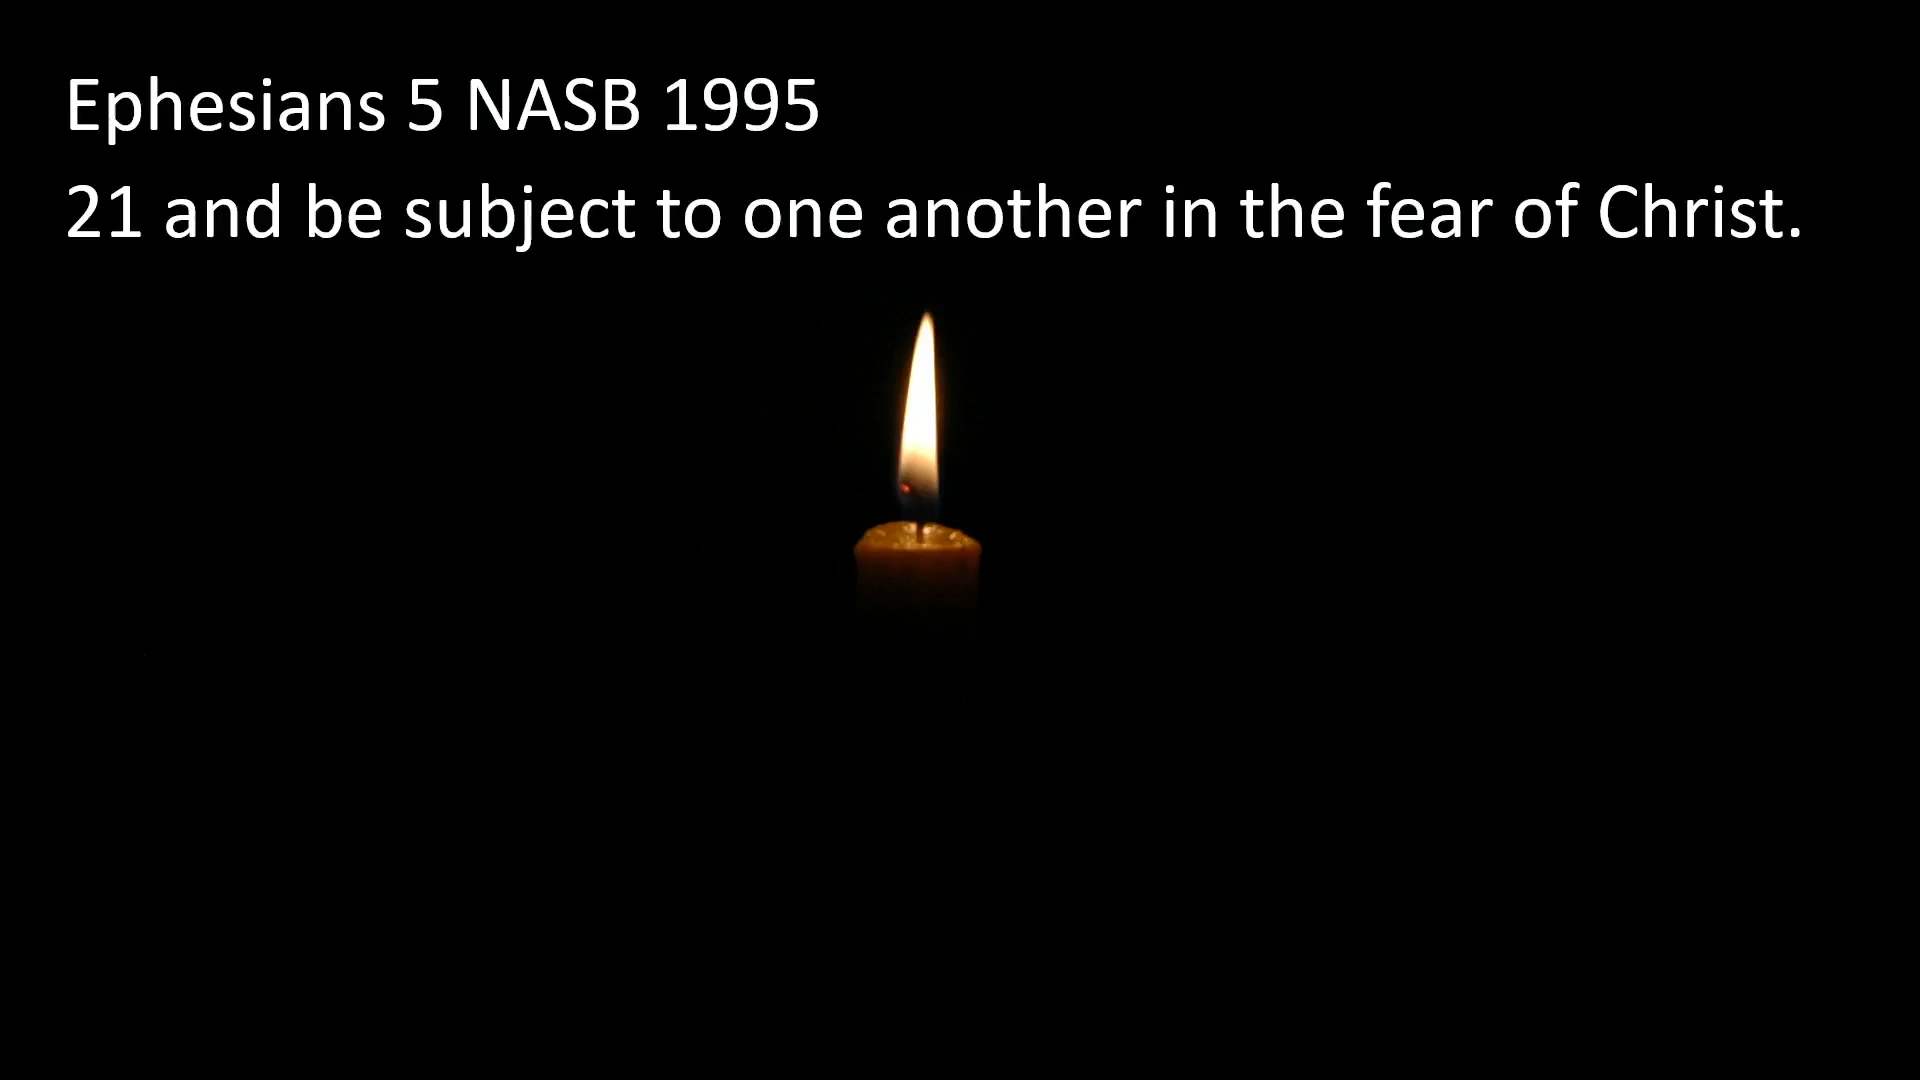 Ephesians 5 NASB 1995
21 and be subject to one another in the fear of Christ.